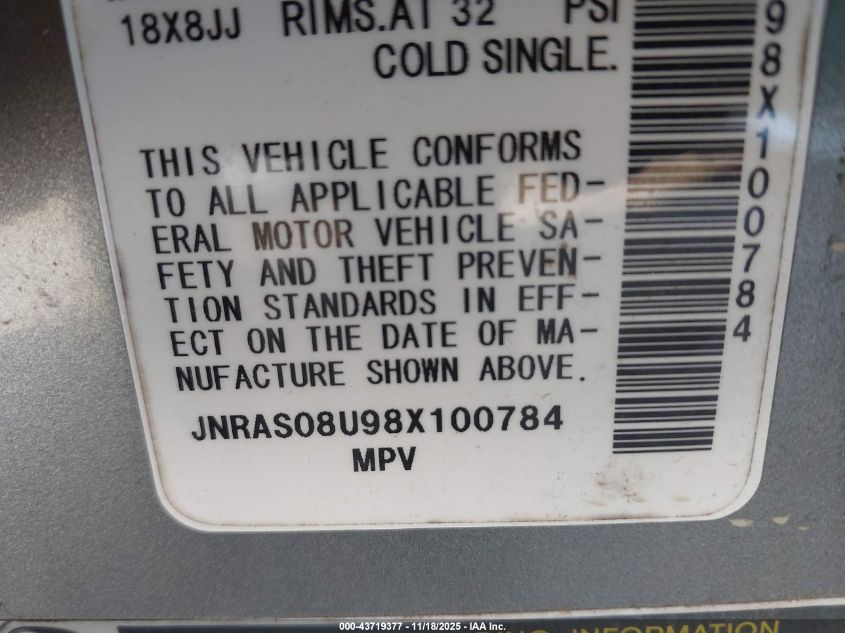 18X8JJ RIMS.AT 32 PSI
COLD SINGLE.
THIS VEHICLE CONFORMS
TO ALL APPLICABLE FED-
ERAL MOTOR VEHICLE SA-
FETY AND THEFT PREVEN-
TION STANDARDS IN EFF-
ECT ON THE DATE OF MA-
NUFACTURE SHOWN ABOVE.
JNRAS08U98X100784
MPV
98X100784
INFORMATION
000-43719377 - 11/18/2025 - IAA Inc.